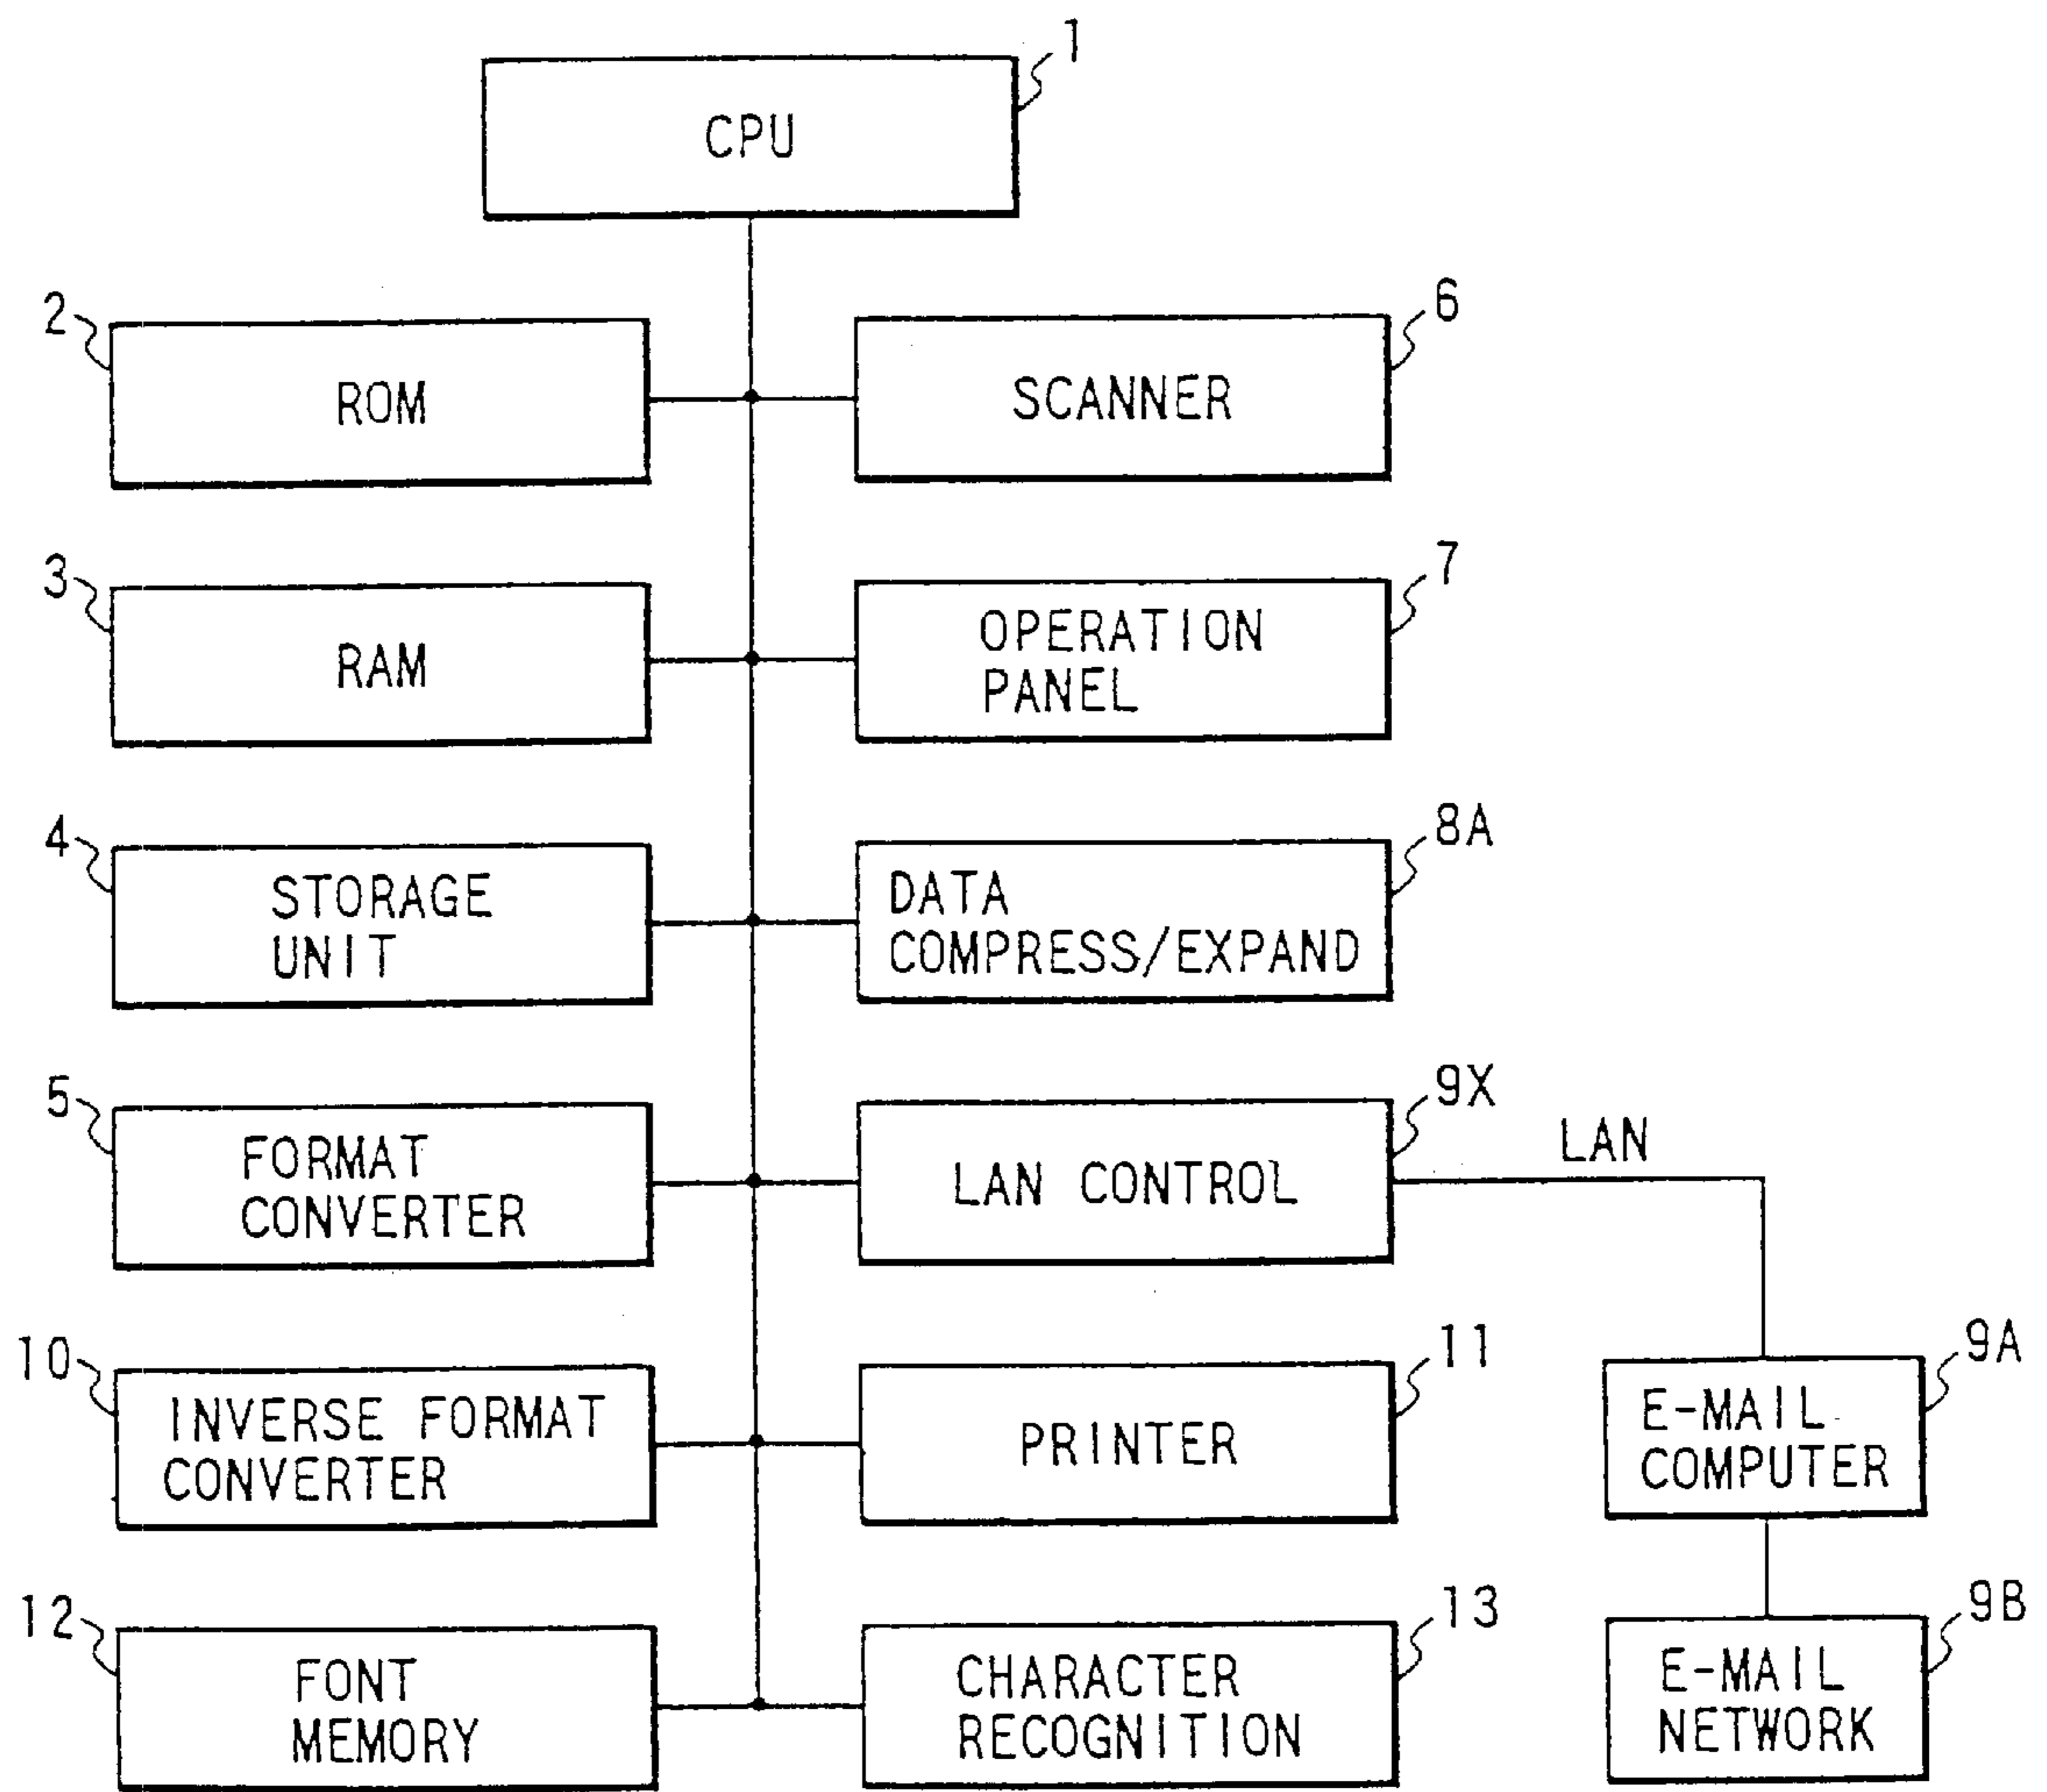 1
CPU
2
ROM
6
SCANNER
3
RAM
7
OPERATION
PANEL
4
STORAGE
UNIT
8A
DATA
COMPRESS/EXPAND
5
FORMAT
CONVERTER
9X
LAN CONTROL
LAN
10
INVERSE FORMAT
CONVERTER
11
PRINTER
9A
E-MAIL
COMPUTER
12
FONT
MEMORY
13
CHARACTER
RECOGNITION
9B
E-MAIL
NETWORK